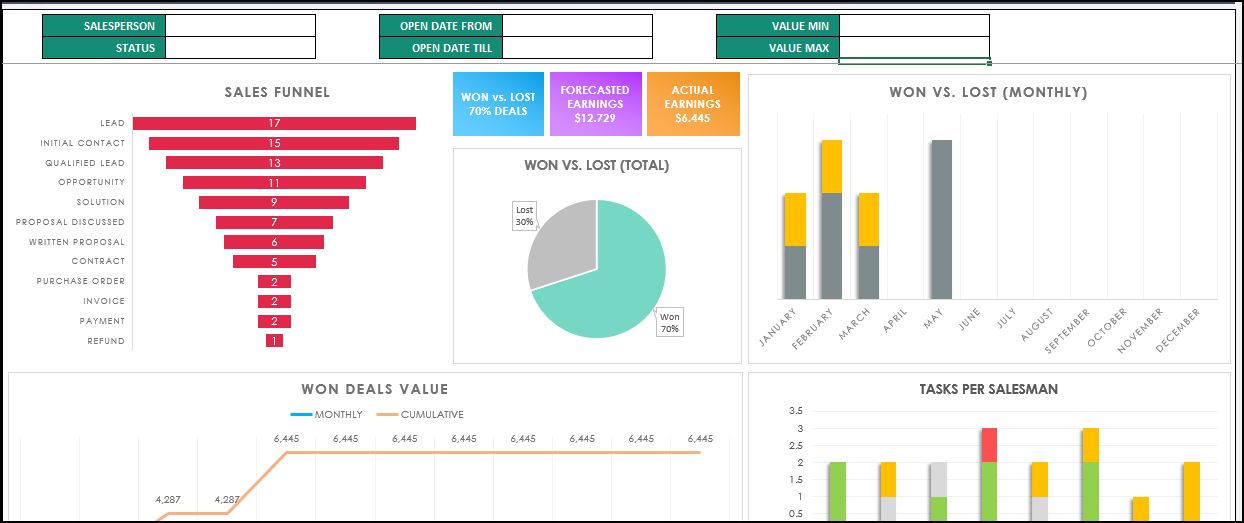 SALESPERSON
STATUS
OPEN DATE FROM
OPEN DATE TILL
VALUE MIN
VALUE MAX
SALES FUNNEL
LEAD 17
INITIAL CONTACT 15
QUALIFIED LEAD 13
OPPORTUNITY 11
SOLUTION 9
PROPOSAL DISCUSSED 7
WRITTEN PROPOSAL 6
CONTRACT 5
PURCHASE ORDER 2
INVOICE 2
PAYMENT 2
REFUND 1
WON vs. LOST
70% DEALS
FORECASTED
EARNINGS
$12.729
ACTUAL
EARNINGS
$6.445
WON VS. LOST (TOTAL)
Lost
30%
Won
70%
WON VS. LOST (MONTHLY)
JANUARY
FEBRUARY
MARCH
APRIL
MAY
JUNE
JULY
AUGUST
SEPTEMBER
OCTOBER
NOVEMBER
DECEMBER
WON DEALS VALUE
MONTHLY CUMULATIVE
6,445 6,445 6,445 6,445 6,445 6,445 6,445 6,445
4,287 4,287
TASKS PER SALESMAN
3.5
3
2.5
2
1.5
1
0.5